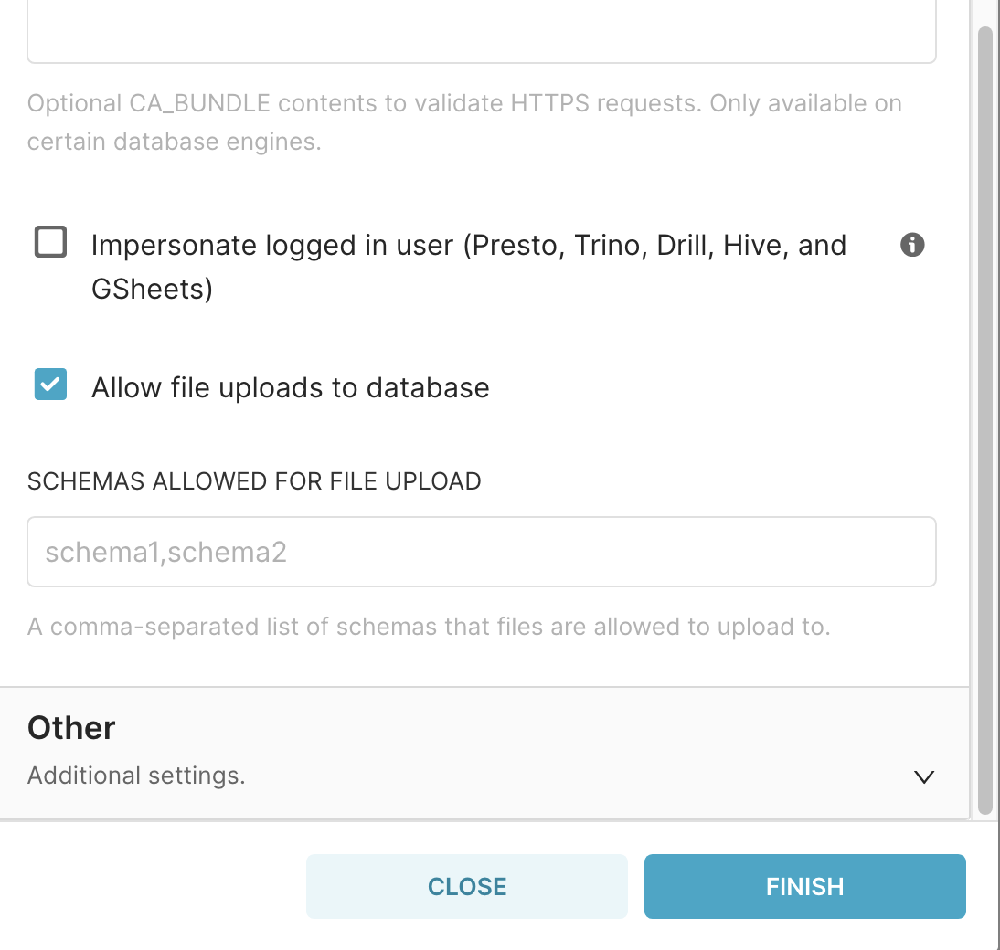 Optional CA_BUNDLE contents to validate HTTPS requests. Only available on
certain database engines.
Impersonate logged in user (Presto, Trino, Drill, Hive, and
GSheets)
Allow file uploads to database
SCHEMAS ALLOWED FOR FILE UPLOAD
schema1,schema2
A comma-separated list of schemas that files are allowed to upload to.
Other
Additional settings.
CLOSE
FINISH